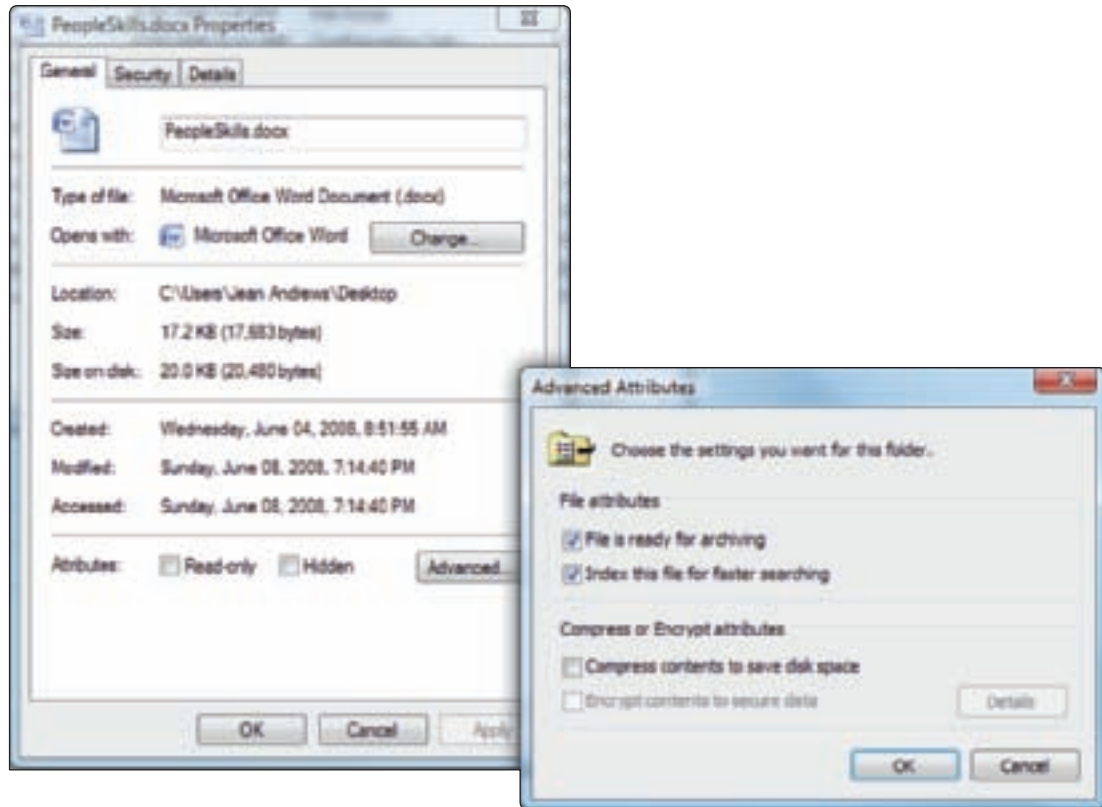 PeopleSkills.docx Properties
General Security Details
PeopleSkills.docx
Type of file: Microsoft Office Word Document (.docx)
Opens with: Microsoft Office Word Change...
Location: C:\Users\Jean Andrews\Desktop
Size: 17.2 KB (17,683 bytes)
Size on disk: 20.0 KB (20,480 bytes)
Created: Wednesday, June 04, 2008, 8:51:55 AM
Modified: Sunday, June 08, 2008, 7:14:40 PM
Accessed: Sunday, June 08, 2008, 7:14:40 PM
Attributes: Read-only Hidden Advanced...
OK Cancel Apply
Advanced Attributes
Choose the settings you want for this folder.
File attributes
File is ready for archiving
Index this file for faster searching
Compress or Encrypt attributes
Compress contents to save disk space
Encrypt contents to secure data Details
OK Cancel